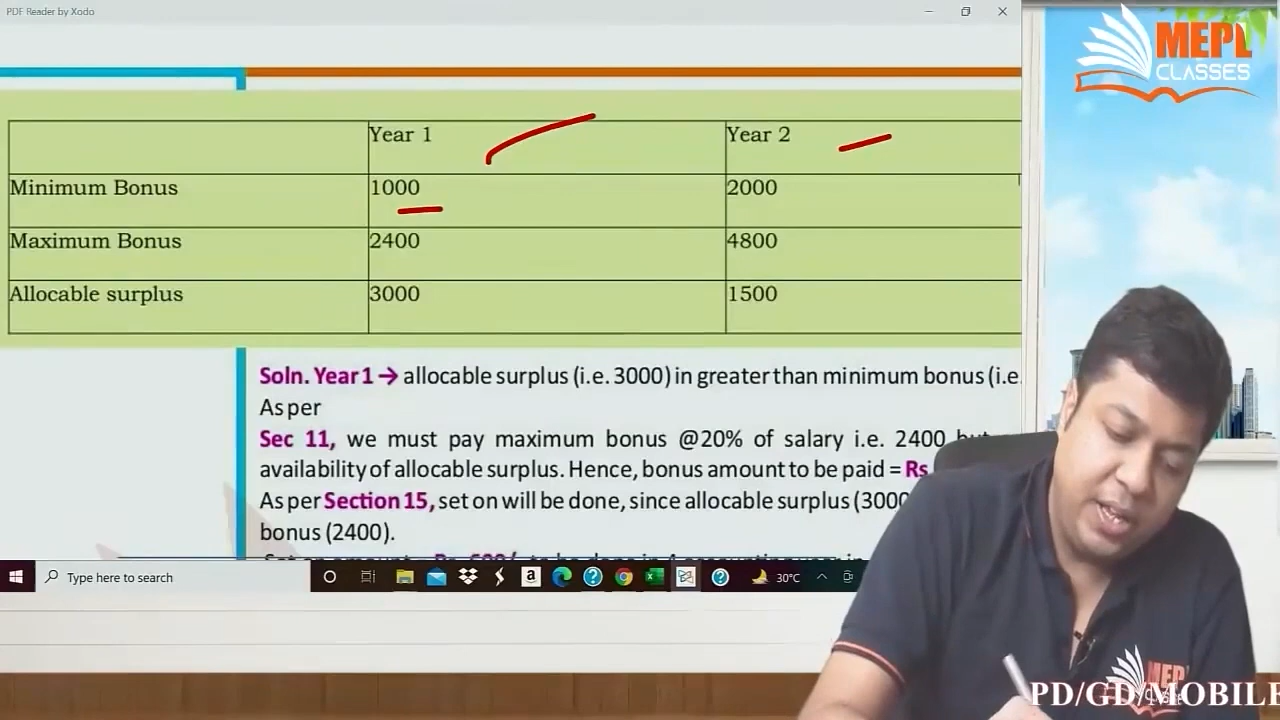 PDF Reader by Xodo
MEPL
CLASSES
Year 1
Year 2
Minimum Bonus
1000
2000
Maximum Bonus
2400
4800
Allocable surplus
3000
1500
Soln. Year 1 → allocable surplus (i.e. 3000) in greater than minimum bonus (i.e.
As per
Sec 11, we must pay maximum bonus @20% of salary i.e. 2400 but
availability of allocable surplus. Hence, bonus amount to be paid = Rs
As per Section 15, set on will be done, since allocable surplus (3000
bonus (2400).
Type here to search
30°C
MEPL
PD/GD/MOBILE